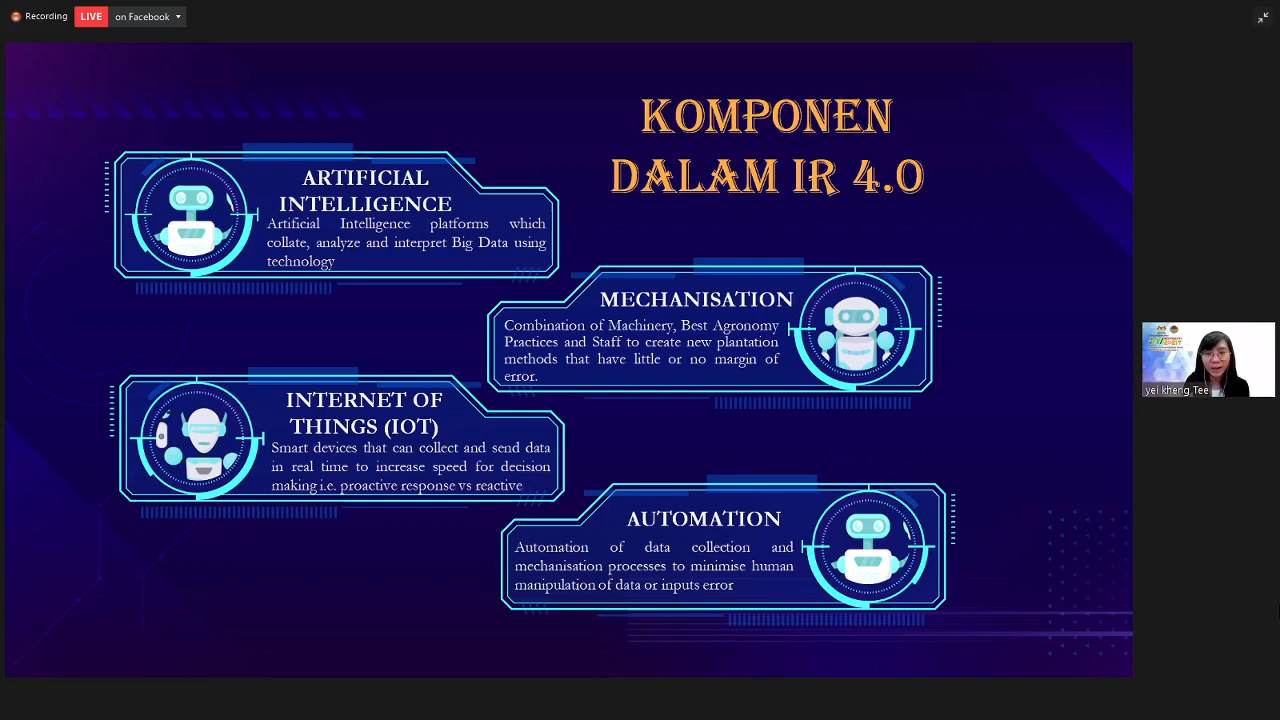 Recording
LIVE
on Facebook
KOMPONEN
DALAM IR 4.0
ARTIFICIAL
INTELLIGENCE
Artificial Intelligence platforms which
collate, analyze and interpret Big Data using
technology
MECHANISATION
Combination of Machinery, Best Agronomy
Practices and Staff to create new plantation
methods that have little or no margin of
error.
INTERNET OF
THINGS (IOT)
Smart devices that can collect and send data
in real time to increase speed for decision
making i.e. proactive response vs reactive
AUTOMATION
Automation of data collection and
mechanisation processes to minimise human
manipulation of data or inputs error
yei kheng Tee